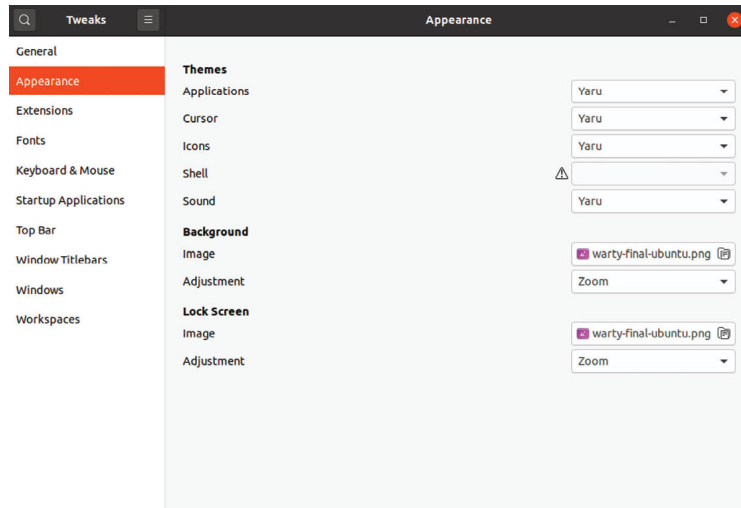 Tweaks
Appearance
General
Appearance
Extensions
Fonts
Keyboard & Mouse
Startup Applications
Top Bar
Window Titlebars
Windows
Workspaces
Themes
Applications Yaru
Cursor Yaru
Icons Yaru
Shell
Sound Yaru
Background
Image warty-final-ubuntu.png
Adjustment Zoom
Lock Screen
Image warty-final-ubuntu.png
Adjustment Zoom